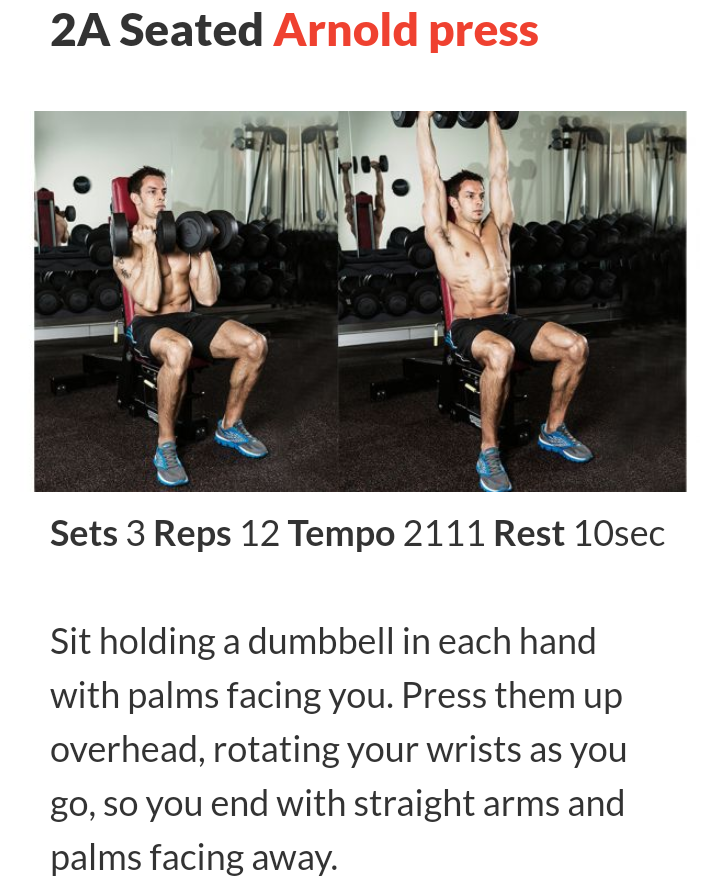 2A Seated Arnold press
Sets 3 Reps 12 Tempo 2111 Rest 10sec
Sit holding a dumbbell in each hand
with palms facing you. Press them up
overhead, rotating your wrists as you
go, so you end with straight arms and
palms facing away.